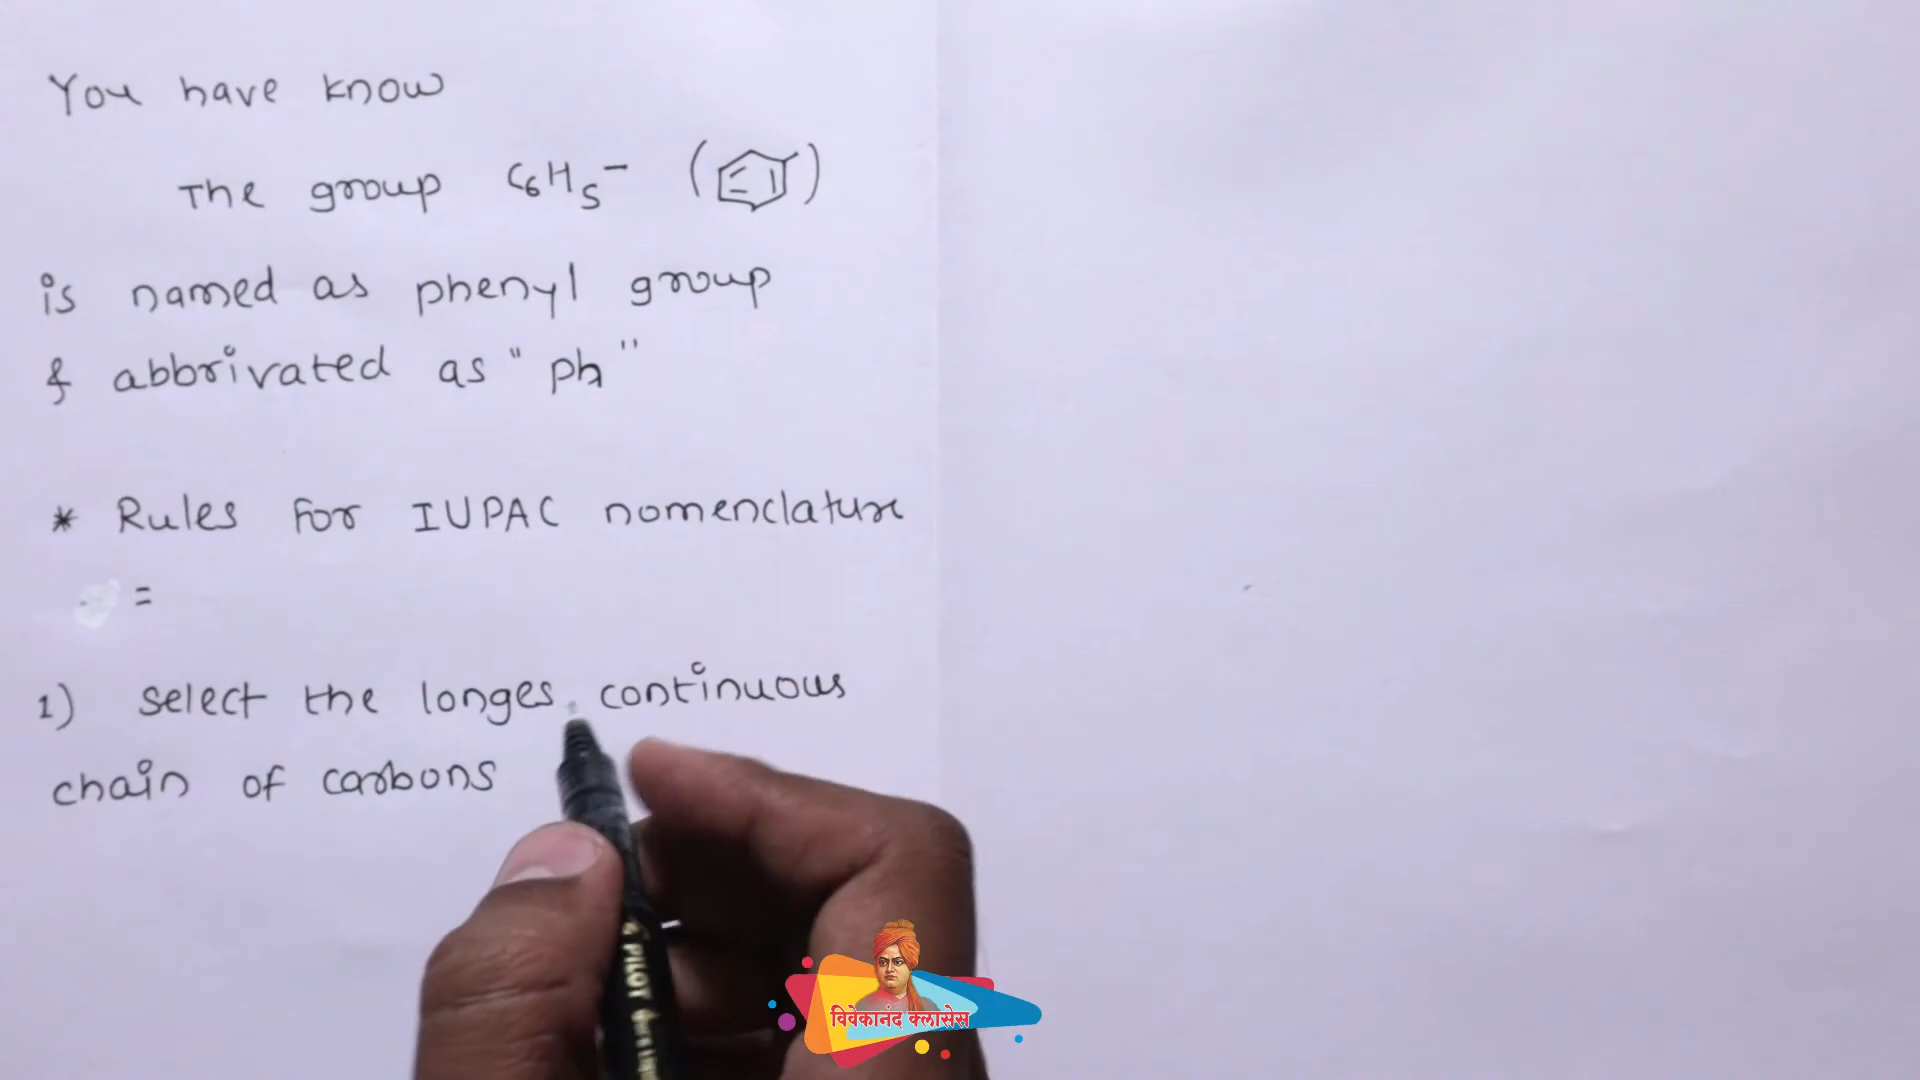 You have know
The group C6H5- ( )
is named as phenyl group
& abbrivated as "ph"
* Rules For IUPAC nomenclature
=
1) select the longes continuous
chain of carbons
PILOT
विवेकानंद क्लासेस